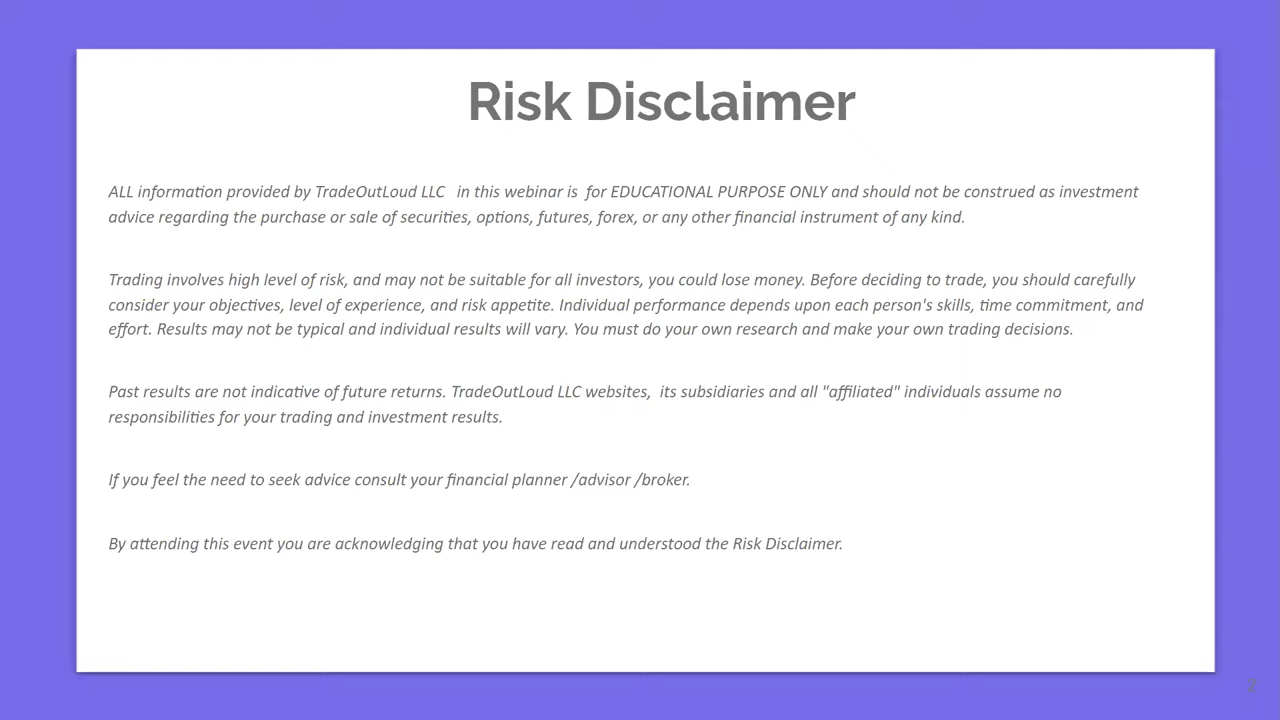 Risk Disclaimer
ALL information provided by TradeOutLoud LLC  in this webinar is  for EDUCATIONAL PURPOSE ONLY and should not be construed as investment
advice regarding the purchase or sale of securities, options, futures, forex, or any other financial instrument of any kind.
Trading involves high level of risk, and may not be suitable for all investors, you could lose money. Before deciding to trade, you should carefully
consider your objectives, level of experience, and risk appetite. Individual performance depends upon each person's skills, time commitment, and
effort. Results may not be typical and individual results will vary. You must do your own research and make your own trading decisions.
Past results are not indicative of future returns. TradeOutLoud LLC websites,  its subsidiaries and all "affiliated" individuals assume no
responsibilities for your trading and investment results.
If you feel the need to seek advice consult your financial planner /advisor /broker.
By attending this event you are acknowledging that you have read and understood the Risk Disclaimer.
2